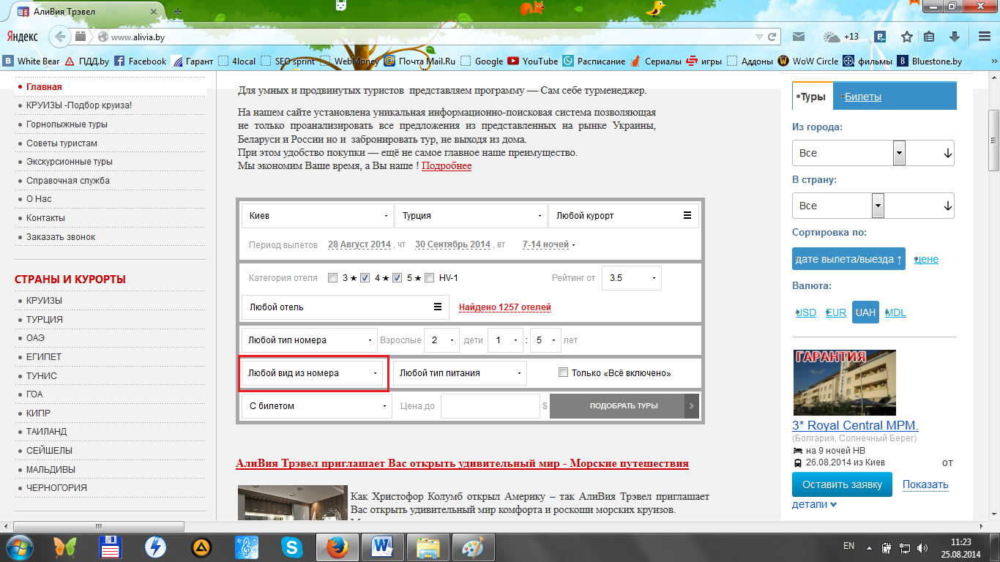 АлиВия Трэвел
Яндекс
www.alivia.by
+13
White Bear ПДД.by Facebook Гарант 4local SEO sprint WebMoney Почта Mail.Ru Google YouTube Расписание Сериалы игры Аддоны WoW Circle фильмы Bluestone.by
Главная
КРУИЗЫ -Подбор круиза!
Горнолыжные туры
Советы туристам
Экскурсионные туры
Справочная служба
О Нас
Контакты
Заказать звонок
СТРАНЫ И КУРОРТЫ
КРУИЗЫ
ТУРЦИЯ
ОАЭ
ЕГИПЕТ
ТУНИС
ГОА
КИПР
ТАИЛАНД
СЕЙШЕЛЫ
МАЛЬДИВЫ
ЧЕРНОГОРИЯ
Для умных и продвинутых туристов представляем программу — Сам себе турменеджер.
На нашем сайте установлена уникальная информационно-поисковая система позволяющая
не только проанализировать все предложения из представленных на рынке Украины,
Беларуси и России но и забронировать тур, не выходя из дома.
При этом удобство покупки — ещё не самое главное наше преимущество.
Мы экономим Ваше время, а Вы наше ! Подробнее
Киев Турция Любой курорт
Период вылетов 28 Август 2014 , чт 30 Сентябрь 2014 , вт 7-14 ночей
Категория отеля 3 ★ 4 ★ 5 ★ HV-1 Рейтинг от 3.5
Любой отель Найдено 1257 отелей
Любой тип номера Взрослые 2 дети 1 : 5 лет
Любой вид из номера Любой тип питания Только «Всё включено»
С билетом Цена до $ ПОДОБРАТЬ ТУРЫ
АлиВия Трэвел приглашает Вас открыть удивительный мир - Морские путешествия
Как Христофор Колумб открыл Америку – так АлиВия Трэвел приглашает
Вас открыть удивительный мир комфорта и роскоши морских круизов.
Туры Билеты
Из города:
Все
В страну:
Все
Сортировка по:
дате вылета/выезда ↑ цене
Валюта:
USD EUR UAH MDL
ГАРАНТИЯ
3* Royal Central МРМ.
(Болгария, Солнечный Берег)
на 9 ночей HB
26.08.2014 из Киев от
Оставить заявку Показать
детали
EN
11:23
25.08.2014